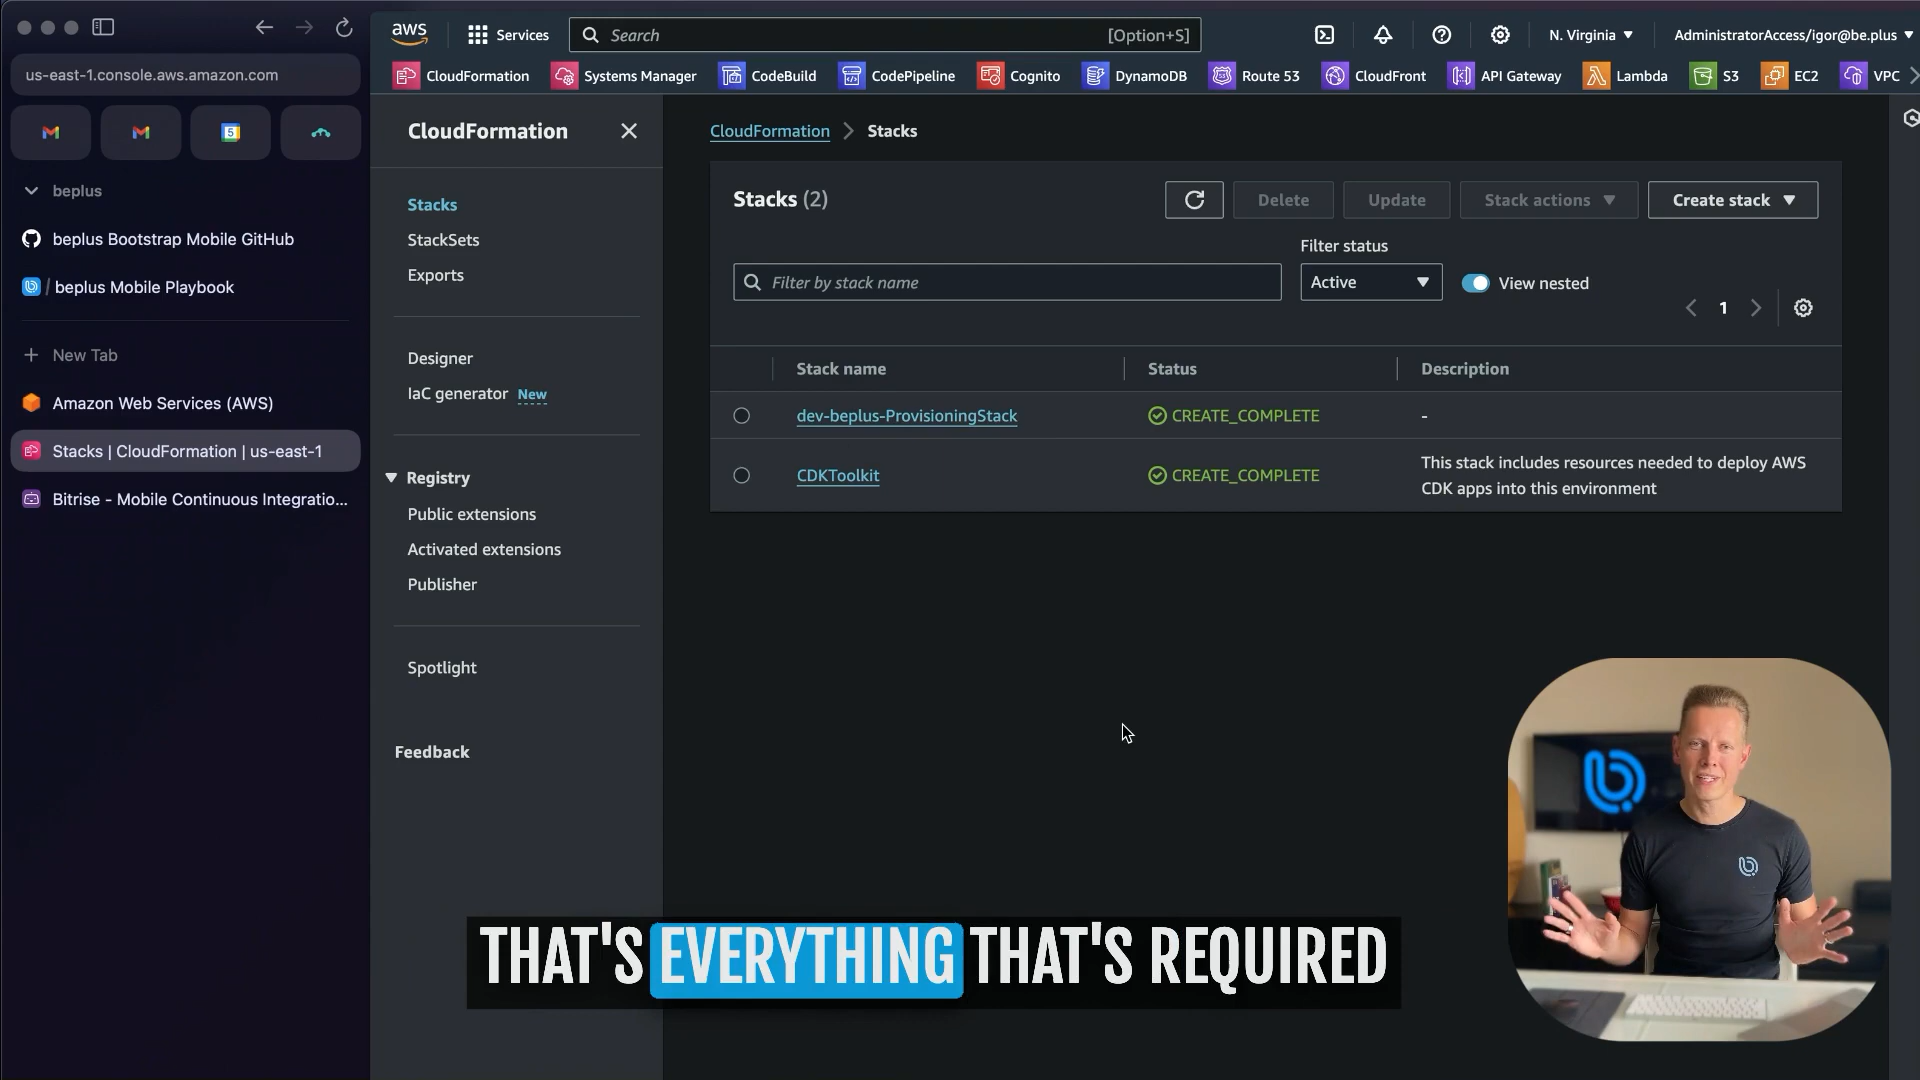 us-east-1.console.aws.amazon.com
5
beplus
beplus Bootstrap Mobile GitHub
/ beplus Mobile Playbook
New Tab
Amazon Web Services (AWS)
Stacks | CloudFormation | us-east-1
Bitrise - Mobile Continuous Integratio...
aws
Services
Search
[Option+S]
N. Virginia
AdministratorAccess/igor@be.plus
CloudFormation
Systems Manager
CodeBuild
CodePipeline
Cognito
DynamoDB
Route 53
CloudFront
API Gateway
Lambda
S3
EC2
VPC
CloudFormation
Stacks
StackSets
Exports
Designer
IaC generator New
Registry
Public extensions
Activated extensions
Publisher
Spotlight
Feedback
CloudFormation > Stacks
Stacks (2)
Delete
Update
Stack actions
Create stack
Filter status
Filter by stack name
Active
View nested
1
Stack name
Status
Description
dev-beplus-ProvisioningStack
CREATE_COMPLETE
-
CDKToolkit
CREATE_COMPLETE
This stack includes resources needed to deploy AWS
CDK apps into this environment
THAT'S EVERYTHING THAT'S REQUIRED